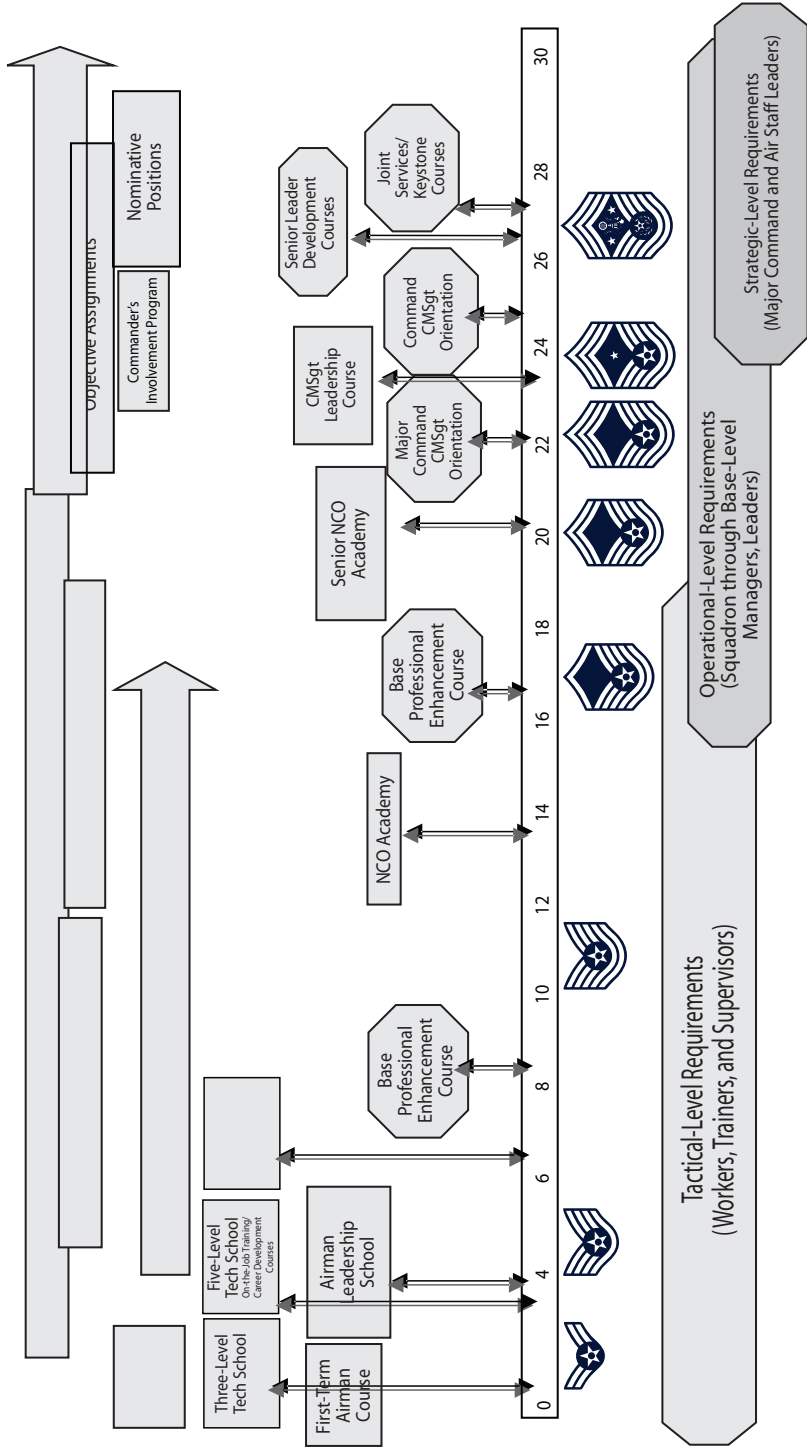 Objective Assignments
Nominative
Positions
Commander's
Involvement Program
Three-Level
Tech School
Five-Level
Tech School
On-the-Job Training/
Career Development
Courses
First-Term
Airman
Course
Airman
Leadership
School
Base
Professional
Enhancement
Course
NCO Academy
Base
Professional
Enhancement
Course
Senior NCO
Academy
Major
Command
CMSgt
Orientation
CMSgt
Leadership
Course
Command
CMSgt
Orientation
Senior Leader
Development
Courses
Joint
Services/
Keystone
Courses
0 4 6 8 10 12 14 16 18 20 22 24 26 28 30
Tactical-Level Requirements
(Workers, Trainers, and Supervisors)
Operational-Level Requirements
(Squadron through Base-Level
Managers, Leaders)
Strategic-Level Requirements
(Major Command and Air Staff Leaders)